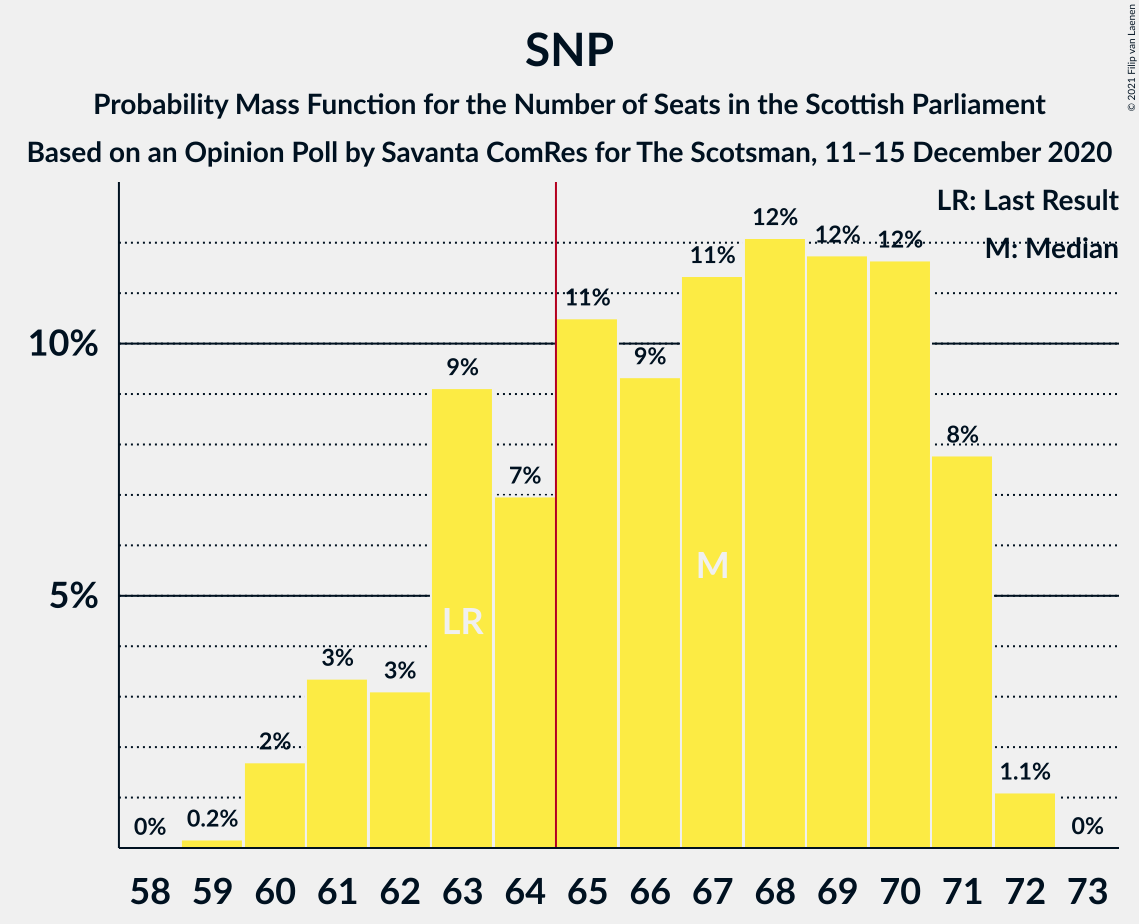 SNP
Probability Mass Function for the Number of Seats in the Scottish Parliament
Based on an Opinion Poll by Savanta ComRes for The Scotsman, 11–15 December 2020
© 2021 Filip van Laenen
LR: Last Result
M: Median
10%
5%
0%
0.2%
2%
3%
3%
9%
7%
11%
9%
11%
12%
12%
12%
8%
1.1%
0%
LR
M
58 59 60 61 62 63 64 65 66 67 68 69 70 71 72 73